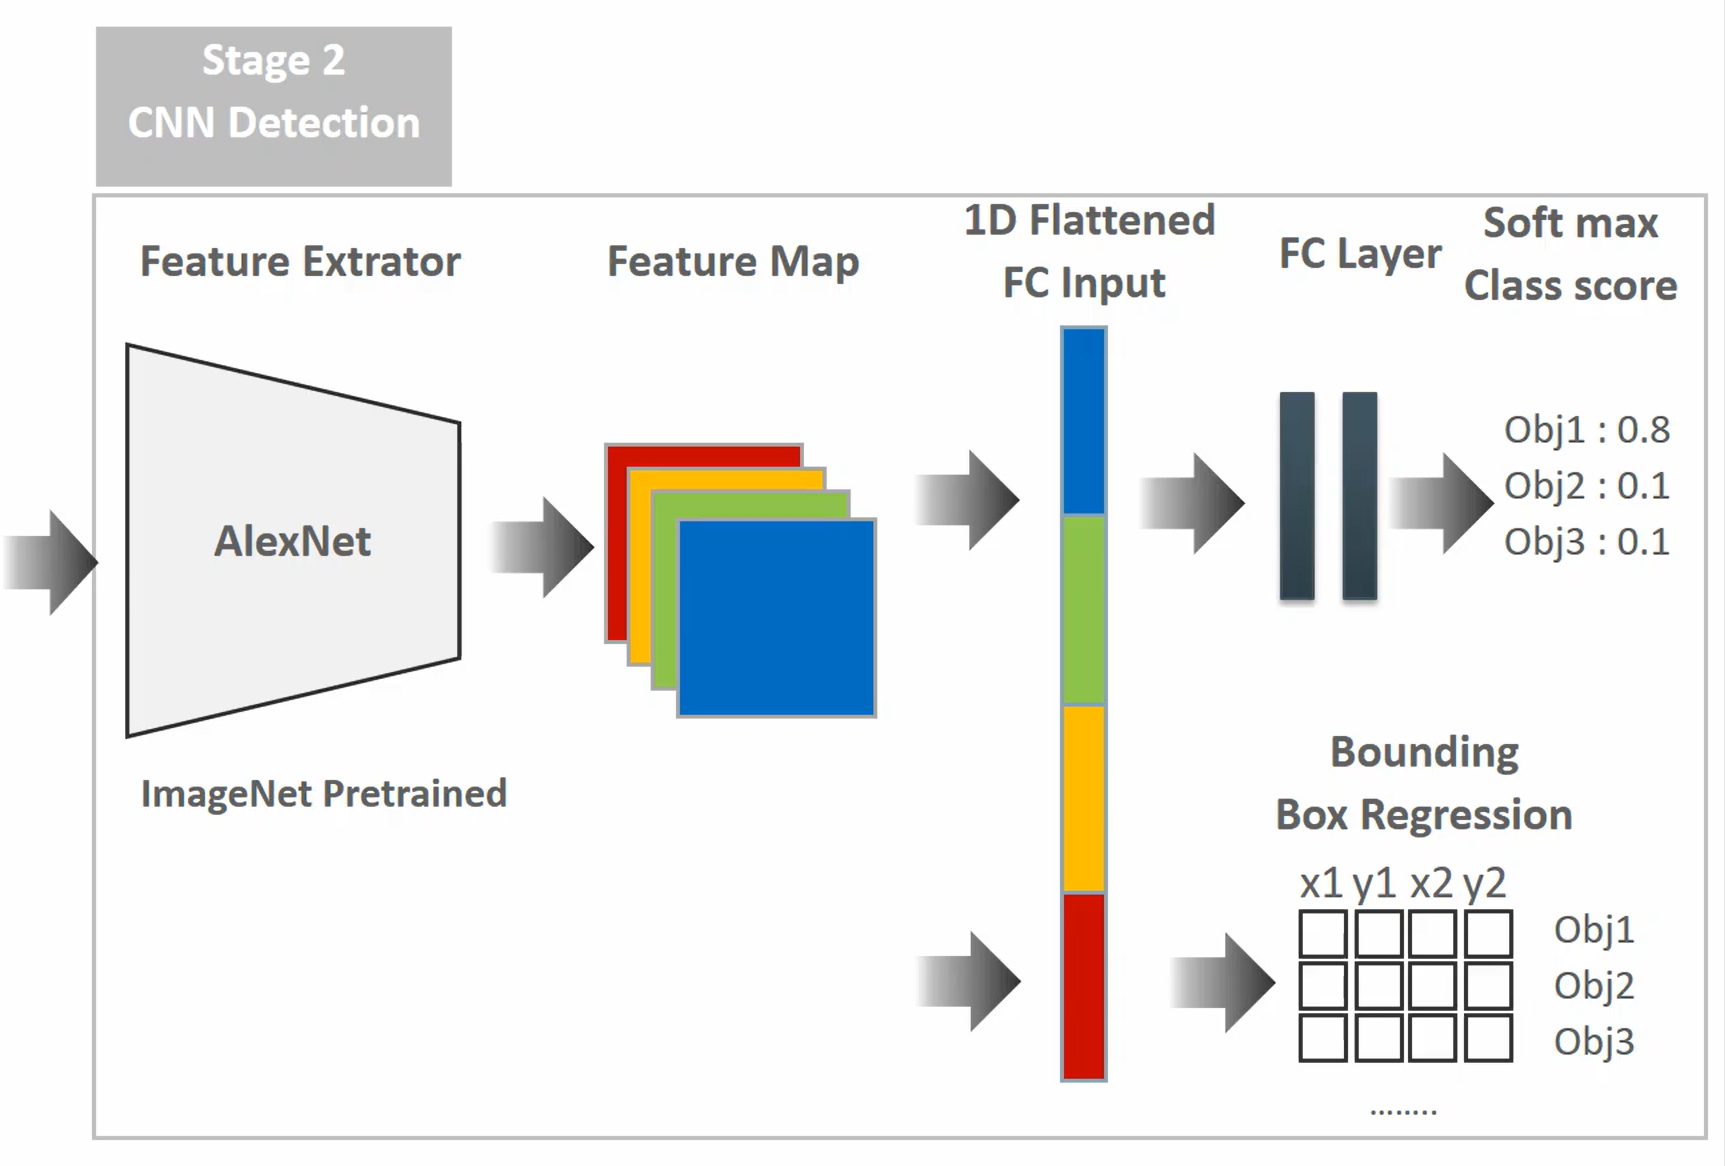 Stage 2
CNN Detection
Feature Extrator
Feature Map
1D Flattened
FC Input
FC Layer
Soft max
Class score
AlexNet
Obj1 : 0.8
Obj2 : 0.1
Obj3 : 0.1
ImageNet Pretrained
Bounding
Box Regression
x1 y1 x2 y2
Obj1
Obj2
Obj3
........